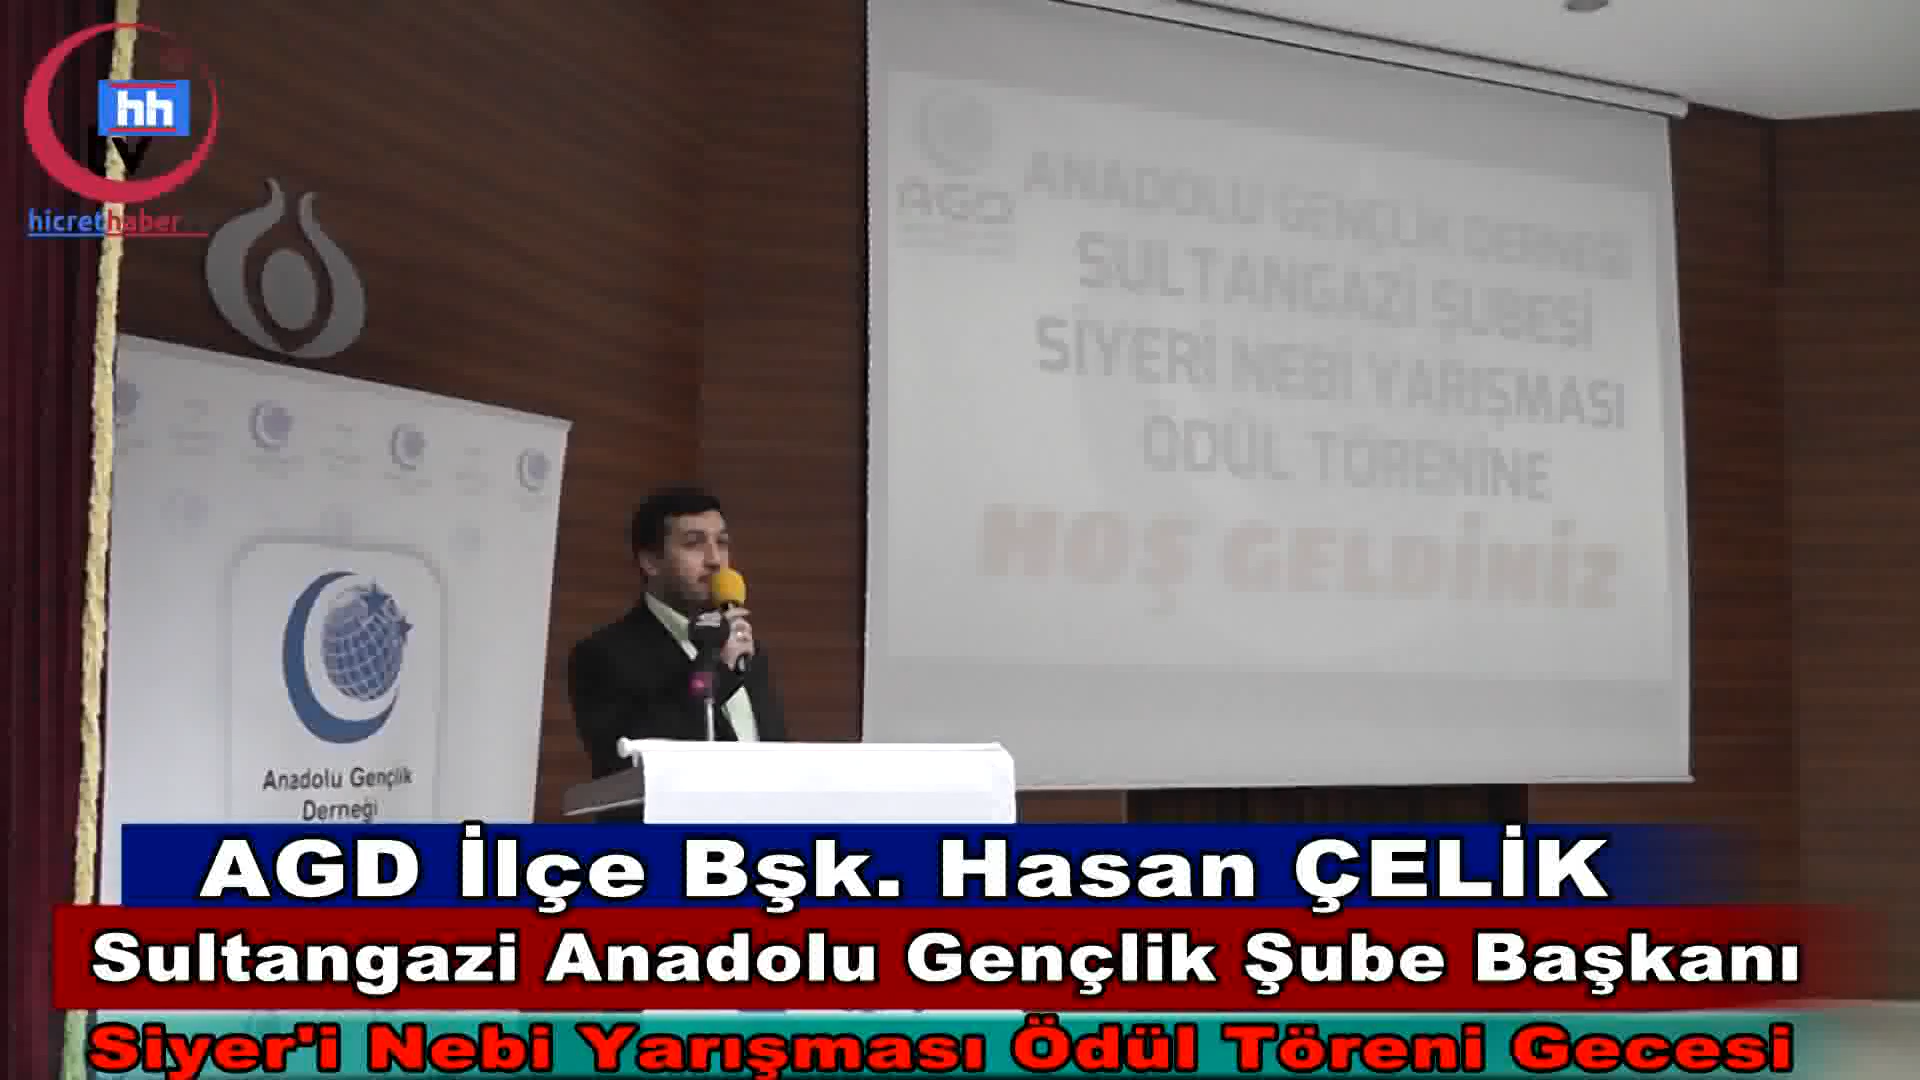 hh
TV
hicrethaber
AGD
ANADOLU GENÇLİK DERNEĞİ
SULTANGAZİ ŞUBESİ
SİYERİ NEBİ YARIŞMASI
ÖDÜL TÖRENİNE
HOŞ GELDİNİZ
Anadolu Gençlik
Derneği
AGD İlçe Bşk. Hasan ÇELİK
Sultangazi Anadolu Gençlik Şube Başkanı
Siyer'i Nebi Yarışması Ödül Töreni Gecesi